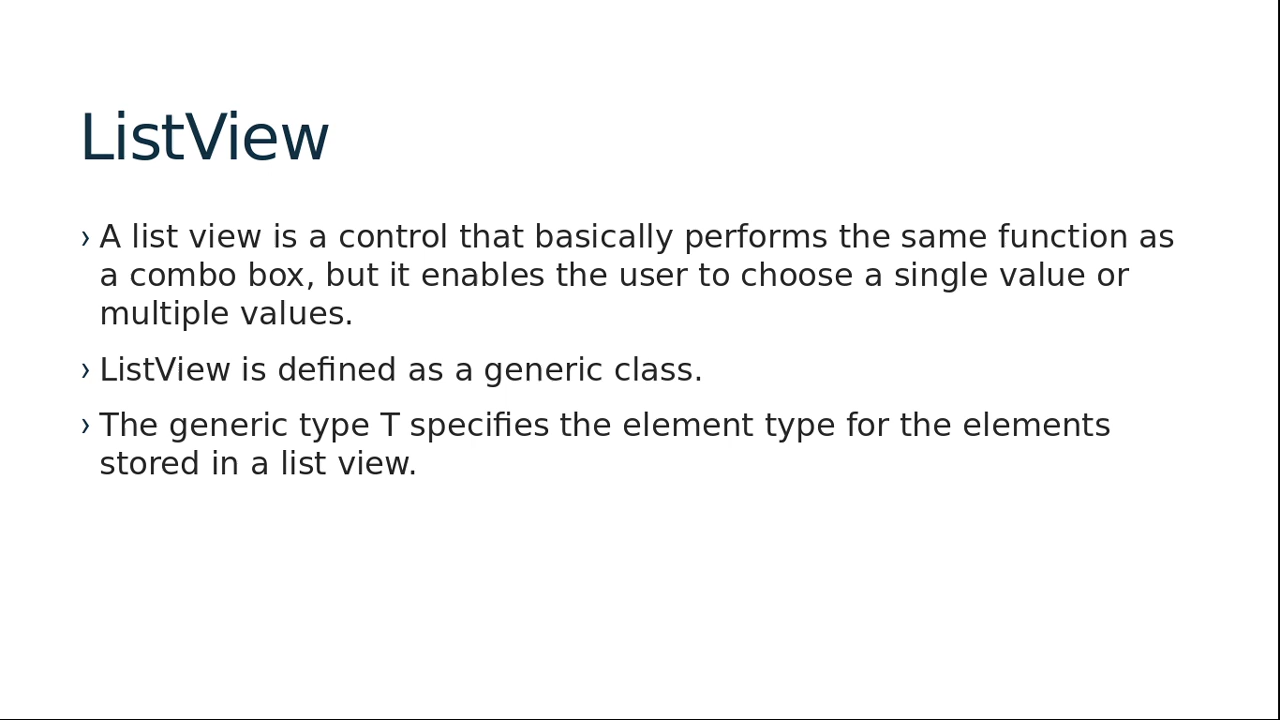 ListView
› A list view is a control that basically performs the same function as
a combo box, but it enables the user to choose a single value or
multiple values.
› ListView is defined as a generic class.
› The generic type T specifies the element type for the elements
stored in a list view.